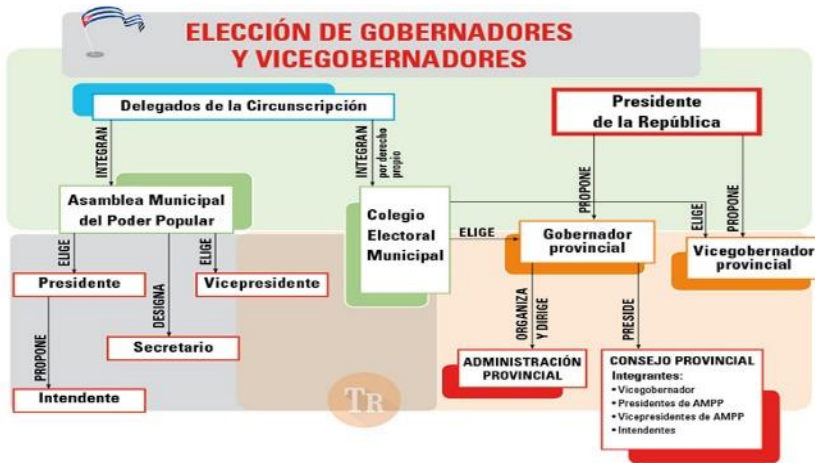 ELECCIÓN DE GOBERNADORES
Y VICEGOBERNADORES
Delegados de la Circunscripción
Presidente
de la República
INTEGRAN
INTEGRAN
por derecho
propio
PROPONE
ELIGE
PROPONE
Asamblea Municipal
del Poder Popular
Colegio
Electoral
Municipal
ELIGE
Gobernador
provincial
Vicegobernador
provincial
ELIGE
DESIGNA
ELIGE
Presidente
Vicepresidente
PROPONE
Secretario
Intendente
ORGANIZA
Y DIRIGE
PRESIDE
ADMINISTRACIÓN
PROVINCIAL
CONSEJO PROVINCIAL
Integrantes:
• Vicegobernador
• Presidentes de AMPP
• Vicepresidentes de AMPP
• Intendentes
TR